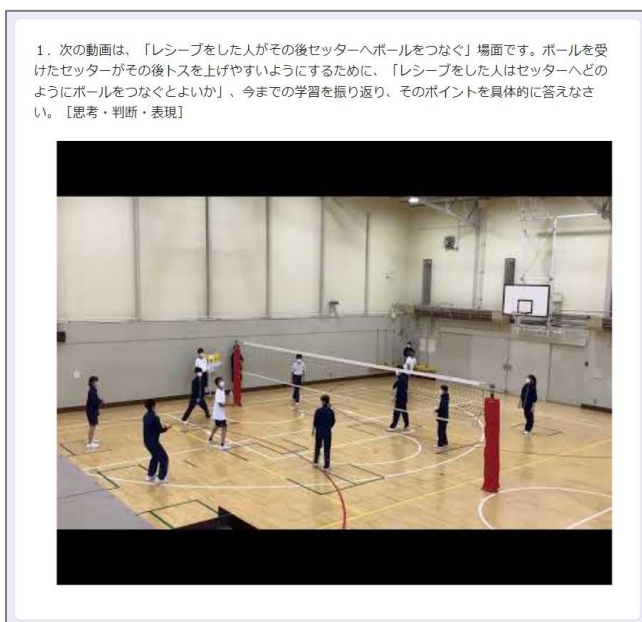 １．次の動画は、「レシーブをした人がその後セッターへボールをつなぐ」場面です。ボールを受
けたセッターがその後トスを上げやすいようにするために、「レシーブをした人はセッターへどの
ようにボールをつなぐとよいか」、今までの学習を振り返り、そのポイントを具体的に答えなさ
い。［思考・判断・表現］